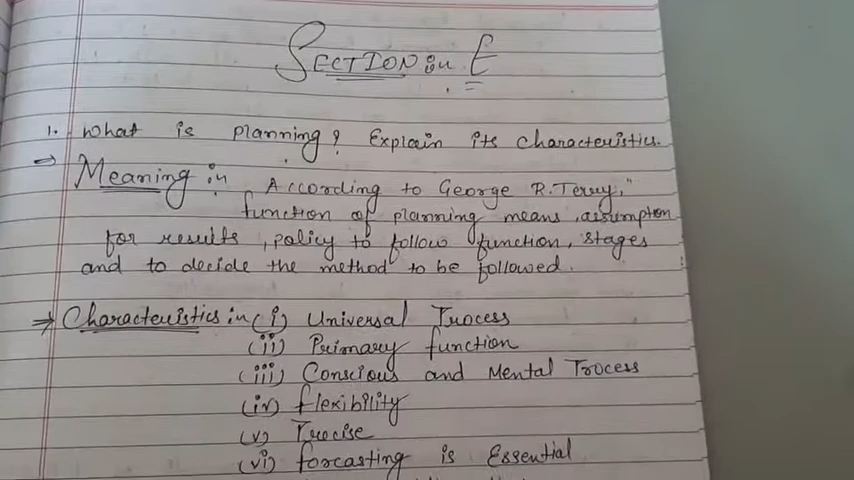 SECTION :- E
1. What is planning? Explain its characteristics.
⇒ Meaning :- According to George R. Terry, "
function of planning means, assumption
for results, policy to follow function, stages
and to decide the method to be followed.
⇒ Characteristics :- (i) Universal Process
(ii) Primary function
(iii) Conscious and Mental Process
(iv) flexibility
(v) Precise
(vi) forcasting is Essential